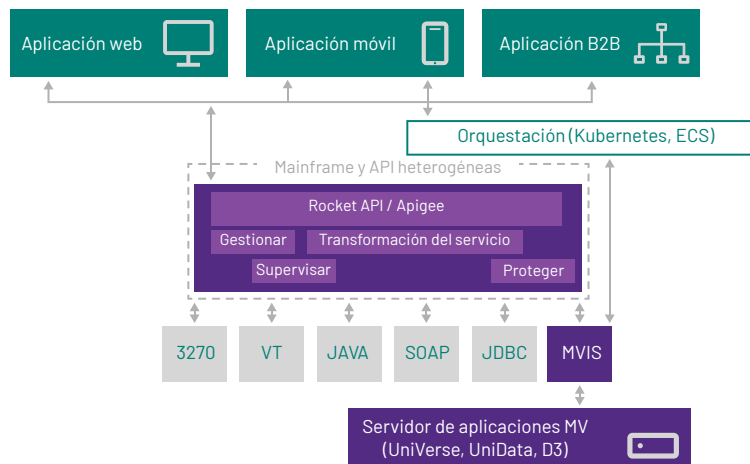 Aplicación web
Aplicación móvil
Aplicación B2B
Orquestación (Kubernetes, ECS)
Mainframe y API heterogéneas
Rocket API / Apigee
Gestionar
Transformación del servicio
Supervisar
Proteger
3270
VT
JAVA
SOAP
JDBC
MVIS
Servidor de aplicaciones MV
(UniVerse, UniData, D3)